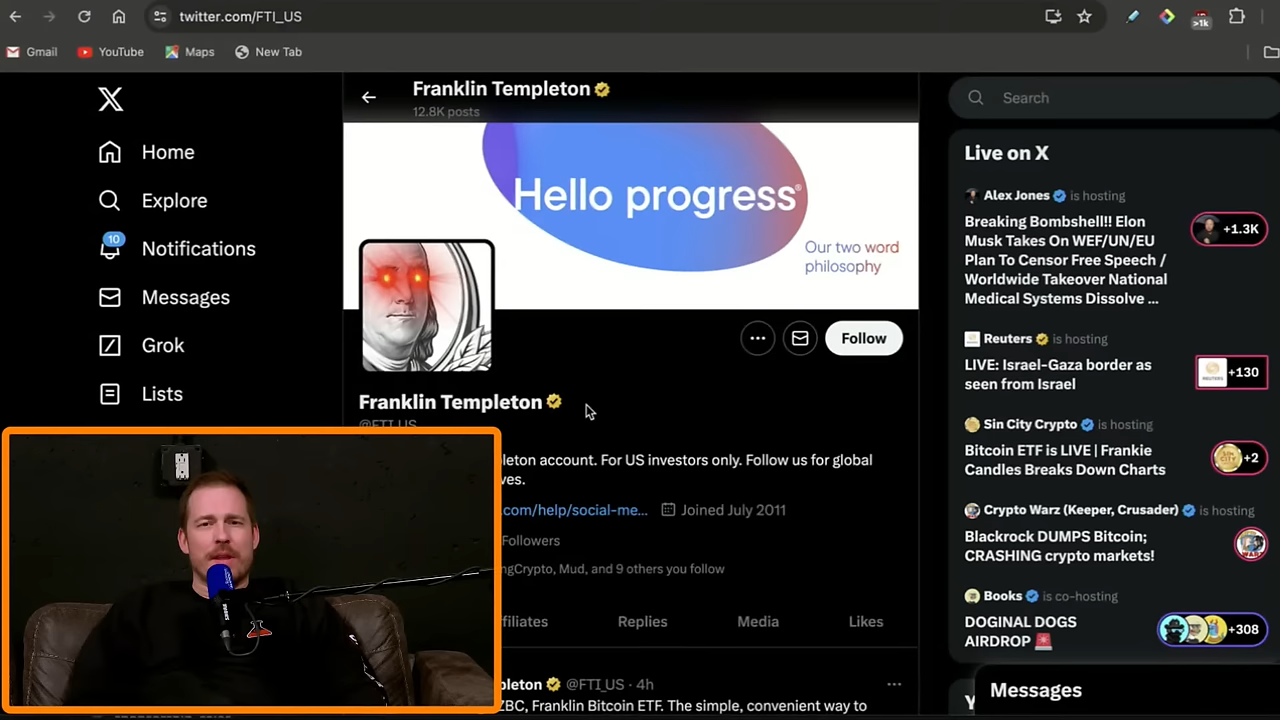 twitter.com/FTI_US
>1k
Gmail
YouTube
Maps
New Tab
Home
Explore
10
Notifications
Messages
Grok
Lists
Franklin Templeton
12.8K posts
Hello progress®
Our two word
philosophy
Follow
Franklin Templeton
@FTI_US
pleton account. For US investors only. Follow us for global
ves.
.com/help/social-me...
Joined July 2011
Followers
ngCrypto, Mud, and 9 others you follow
ffiliates
Replies
Media
Likes
pleton
@FTI_US · 4h
ZBC, Franklin Bitcoin ETF. The simple, convenient way to
Search
Live on X
Alex Jones is hosting
Breaking Bombshell!! Elon
Musk Takes On WEF/UN/EU
Plan To Censor Free Speech /
Worldwide Takeover National
Medical Systems Dissolve ...
+1.3K
Reuters is hosting
LIVE: Israel-Gaza border as
seen from Israel
+130
Sin City Crypto is hosting
Bitcoin ETF is LIVE | Frankie
Candles Breaks Down Charts
+2
Crypto Warz (Keeper, Crusader) is hosting
Blackrock DUMPS Bitcoin;
CRASHING crypto markets!
Books is co-hosting
DOGINAL DOGS
AIRDROP 🚨
+308
Messages